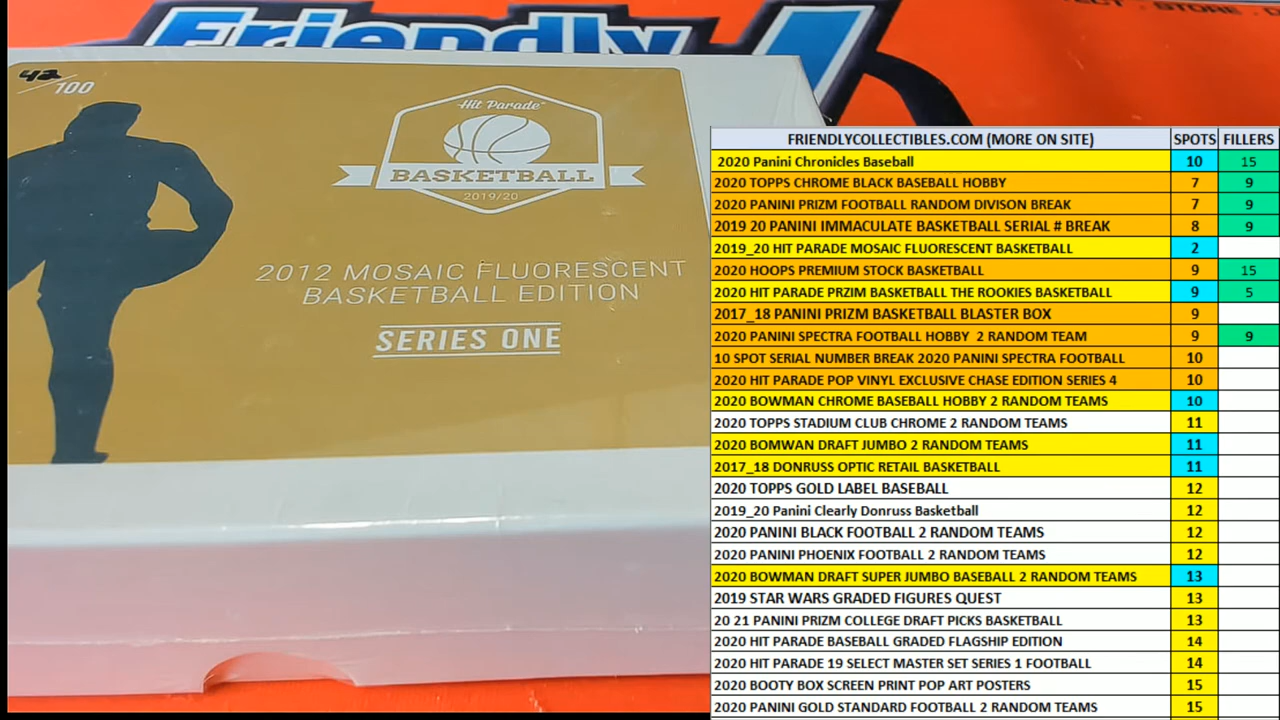 Friendly
42/100
Hit Parade™
BASKETBALL
2019/20
2012 MOSAIC FLUORESCENT
BASKETBALL EDITION
SERIES ONE
STORE
FRIENDLYCOLLECTIBLES.COM (MORE ON SITE) SPOTS FILLERS
2020 Panini Chronicles Baseball 10 15
2020 TOPPS CHROME BLACK BASEBALL HOBBY 7 9
2020 PANINI PRIZM FOOTBALL RANDOM DIVISON BREAK 7 9
2019 20 PANINI IMMACULATE BASKETBALL SERIAL # BREAK 8 9
2019_20 HIT PARADE MOSAIC FLUORESCENT BASKETBALL 2
2020 HOOPS PREMIUM STOCK BASKETBALL 9 15
2020 HIT PARADE PRZIM BASKETBALL THE ROOKIES BASKETBALL 9 5
2017_18 PANINI PRIZM BASKETBALL BLASTER BOX 9
2020 PANINI SPECTRA FOOTBALL HOBBY 2 RANDOM TEAM 9 9
10 SPOT SERIAL NUMBER BREAK 2020 PANINI SPECTRA FOOTBALL 10
2020 HIT PARADE POP VINYL EXCLUSIVE CHASE EDITION SERIES 4 10
2020 BOWMAN CHROME BASEBALL HOBBY 2 RANDOM TEAMS 10
2020 TOPPS STADIUM CLUB CHROME 2 RANDOM TEAMS 11
2020 BOMWAN DRAFT JUMBO 2 RANDOM TEAMS 11
2017_18 DONRUSS OPTIC RETAIL BASKETBALL 11
2020 TOPPS GOLD LABEL BASEBALL 12
2019_20 Panini Clearly Donruss Basketball 12
2020 PANINI BLACK FOOTBALL 2 RANDOM TEAMS 12
2020 PANINI PHOENIX FOOTBALL 2 RANDOM TEAMS 12
2020 BOWMAN DRAFT SUPER JUMBO BASEBALL 2 RANDOM TEAMS 13
2019 STAR WARS GRADED FIGURES QUEST 13
20 21 PANINI PRIZM COLLEGE DRAFT PICKS BASKETBALL 13
2020 HIT PARADE BASEBALL GRADED FLAGSHIP EDITION 14
2020 HIT PARADE 19 SELECT MASTER SET SERIES 1 FOOTBALL 14
2020 BOOTY BOX SCREEN PRINT POP ART POSTERS 15
2020 PANINI GOLD STANDARD FOOTBALL 2 RANDOM TEAMS 15